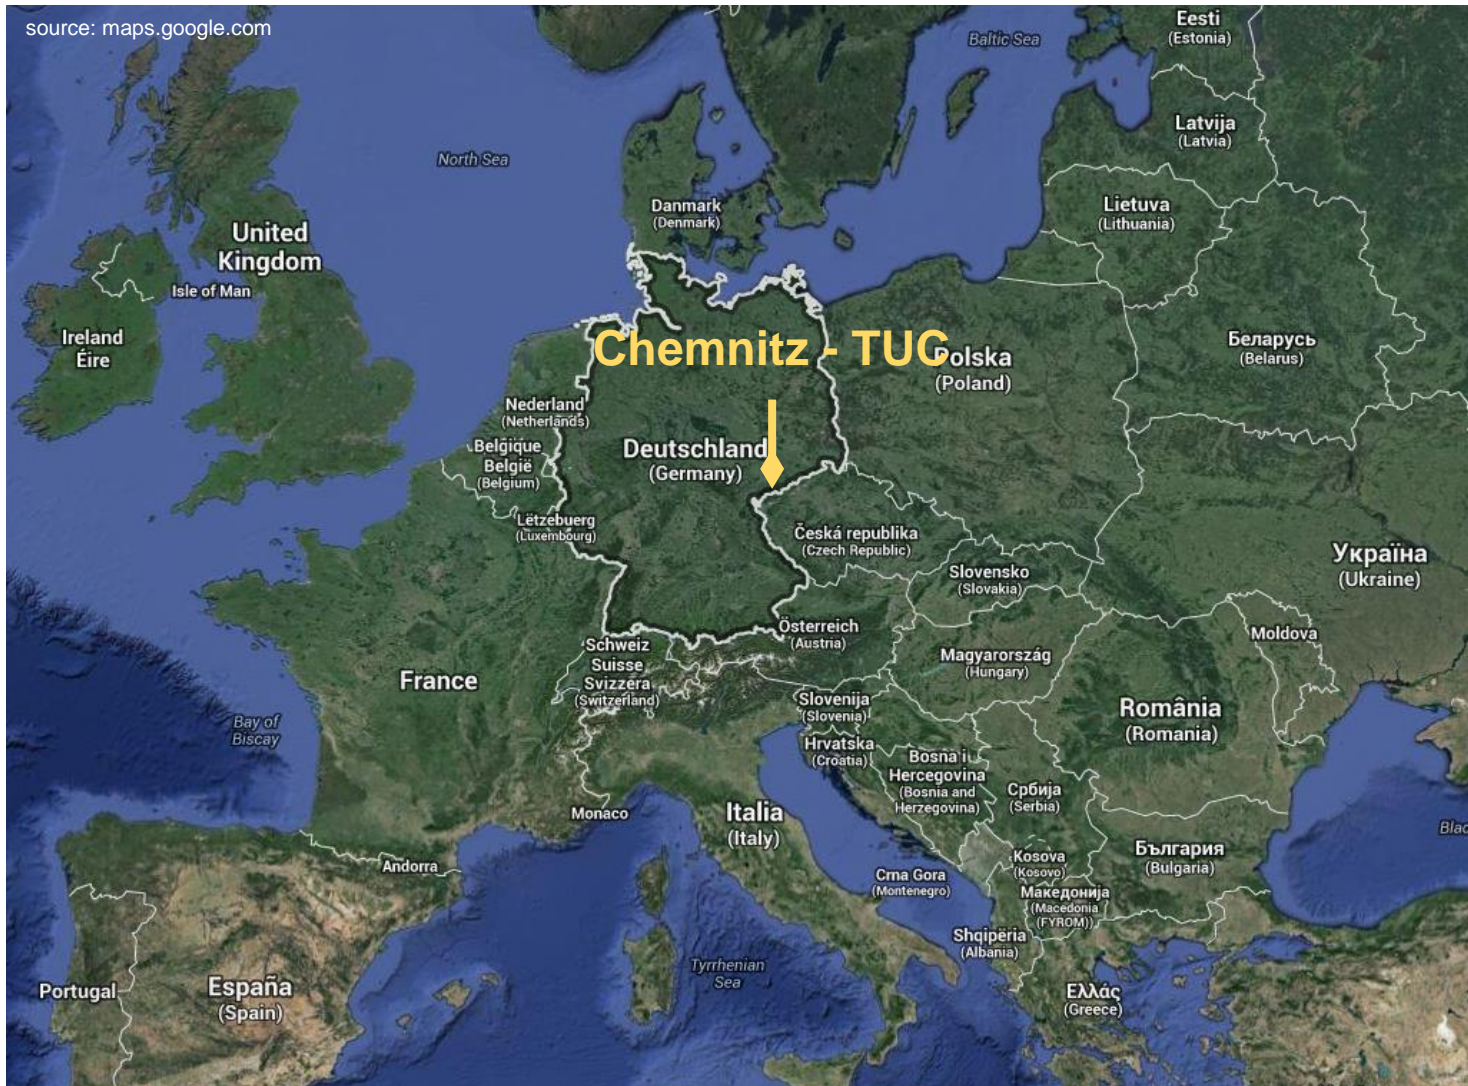 source: maps.google.com
Eesti
(Estonia)
Baltic Sea
Latvija
(Latvia)
North Sea
Danmark
(Denmark)
Lietuva
(Lithuania)
United
Kingdom
Isle of Man
Ireland
Éire
Chemnitz - TUC
Polska
(Poland)
Беларусь
(Belarus)
Nederland
(Netherlands)
Deutschland
(Germany)
België
Belgique
(Belgium)
Lëtzebuerg
(Luxembourg)
Česká republika
(Czech Republic)
Україна
(Ukraine)
Slovensko
(Slovakia)
Österreich
(Austria)
Moldova
Schweiz
Suisse
Svizzera
(Switzerland)
Magyarország
(Hungary)
France
Slovenija
(Slovenia)
România
(Romania)
Bay of
Biscay
Hrvatska
(Croatia)
Bosna i
Hercegovina
(Bosnia and
Herzegovina)
Србија
(Serbia)
Monaco
Italia
(Italy)
Blac
Andorra
Kosova
(Kosovo)
България
(Bulgaria)
Crna Gora
(Montenegro)
Македонија
(Macedonia
(FYROM))
Shqipëria
(Albania)
Tyrrhenian
Sea
Portugal
España
(Spain)
Ελλάς
(Greece)